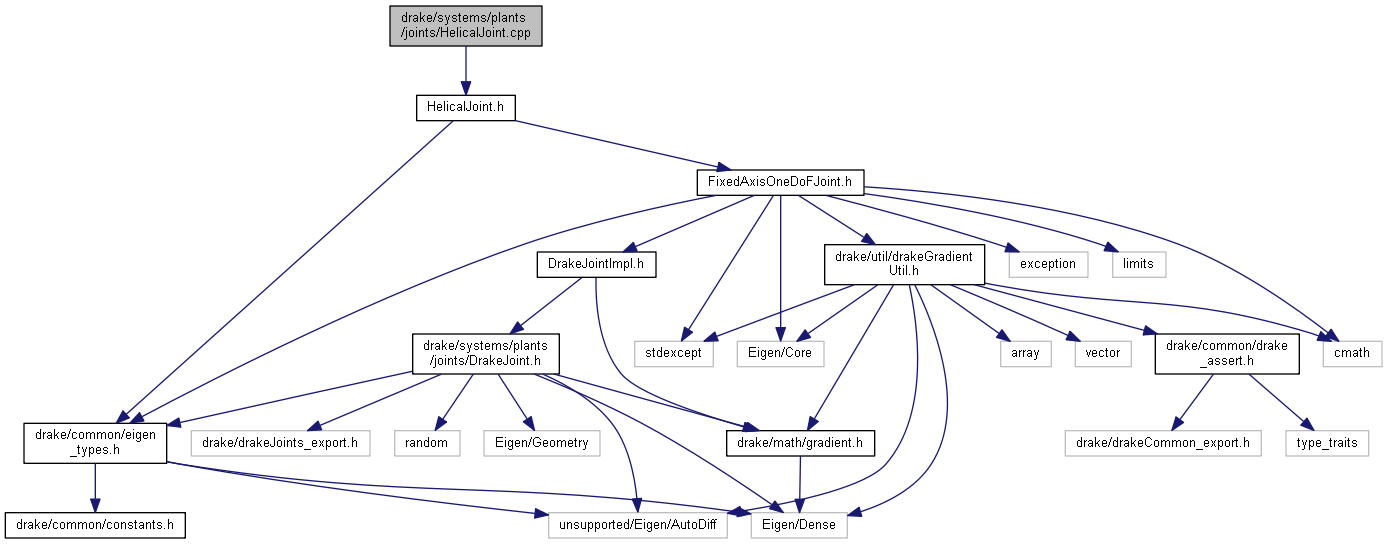 drake/systems/plants
/joints/HelicalJoint.cpp
HelicalJoint.h
FixedAxisOneDoFJoint.h
DrakeJointImpl.h
drake/util/drakeGradient
Util.h
exception
limits
drake/systems/plants
/joints/DrakeJoint.h
stdexcept
Eigen/Core
array
vector
drake/common/drake
_assert.h
cmath
drake/common/eigen
_types.h
drake/drakeJoints_export.h
random
Eigen/Geometry
drake/math/gradient.h
drake/drakeCommon_export.h
type_traits
drake/common/constants.h
unsupported/Eigen/AutoDiff
Eigen/Dense